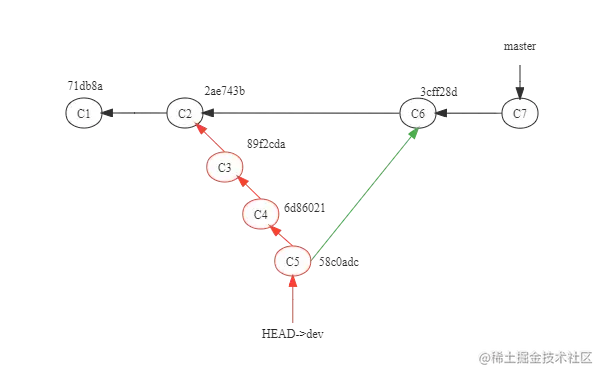 master
71db8a
2ae743b
3cff28d
C1
C2
C6
C7
89f2cda
C3
C4
6d86021
C5
58c0adc
HEAD->dev
@稀土掘金技术社区